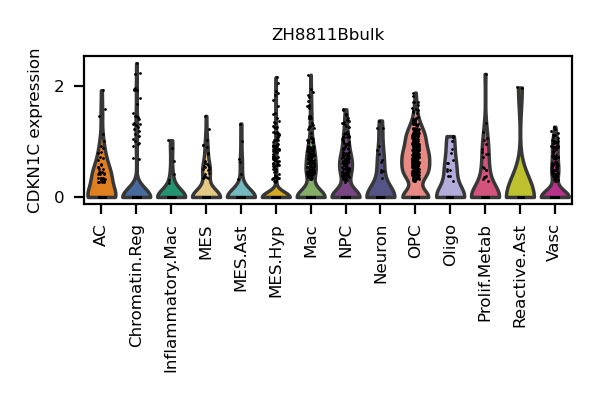 ZH8811Bbulk
CDKN1C expression
2
0
AC
Chromatin.Reg
Inflammatory.Mac
MES
MES.Ast
MES.Hyp
Mac
NPC
Neuron
OPC
Oligo
Prolif.Metab
Reactive.Ast
Vasc